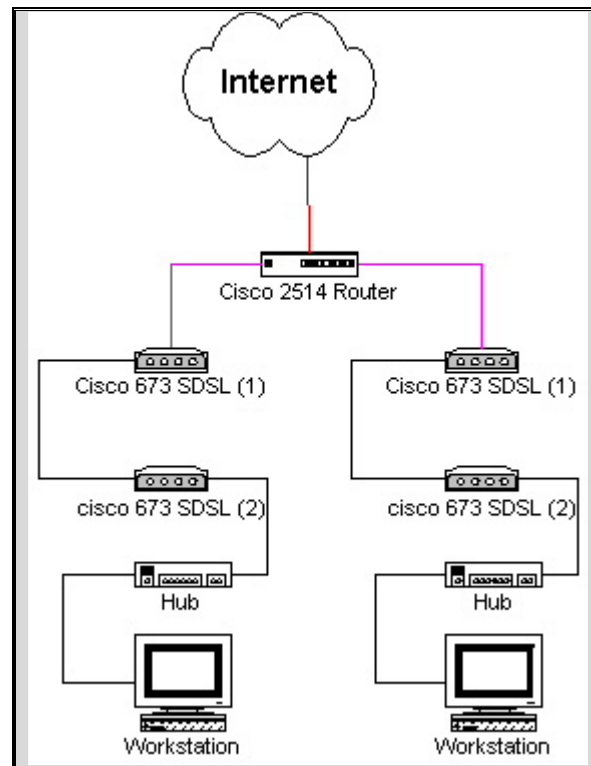 Internet
Cisco 2514 Router
Cisco 673 SDSL (1)
Cisco 673 SDSL (1)
cisco 673 SDSL (2)
cisco 673 SDSL (2)
Hub
Hub
Workstation
Workstation